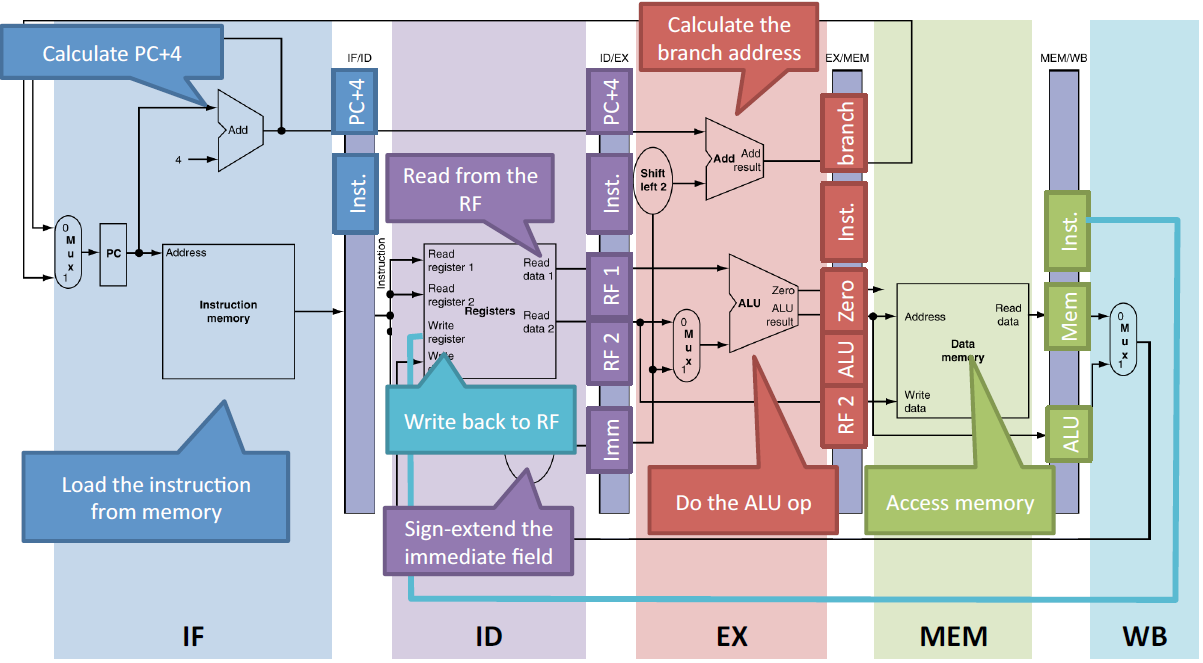 Calculate PC+4
Calculate the
branch address
IF/ID
ID/EX
EX/MEM
MEM/WB
PC+4
PC+4
branch
Add
4
Add
Add
result
Shift
left 2
Inst.
Inst.
Inst.
Inst.
Read from the
RF
0
M
u
x
1
PC
Address
Instruction
memory
Instruction
Read
register 1
Read
register 2
Write
register
Registers
Read
data 1
Read
data 2
RF 1
RF 2
Imm
0
M
u
x
1
ALU
Zero
ALU
result
Zero
ALU
RF 2
Address
Read
data
Data
memory
Write
data
Mem
ALU
0
M
u
x
1
Write back to RF
Load the instruction
from memory
Sign-extend the
immediate field
Do the ALU op
Access memory
IF
ID
EX
MEM
WB